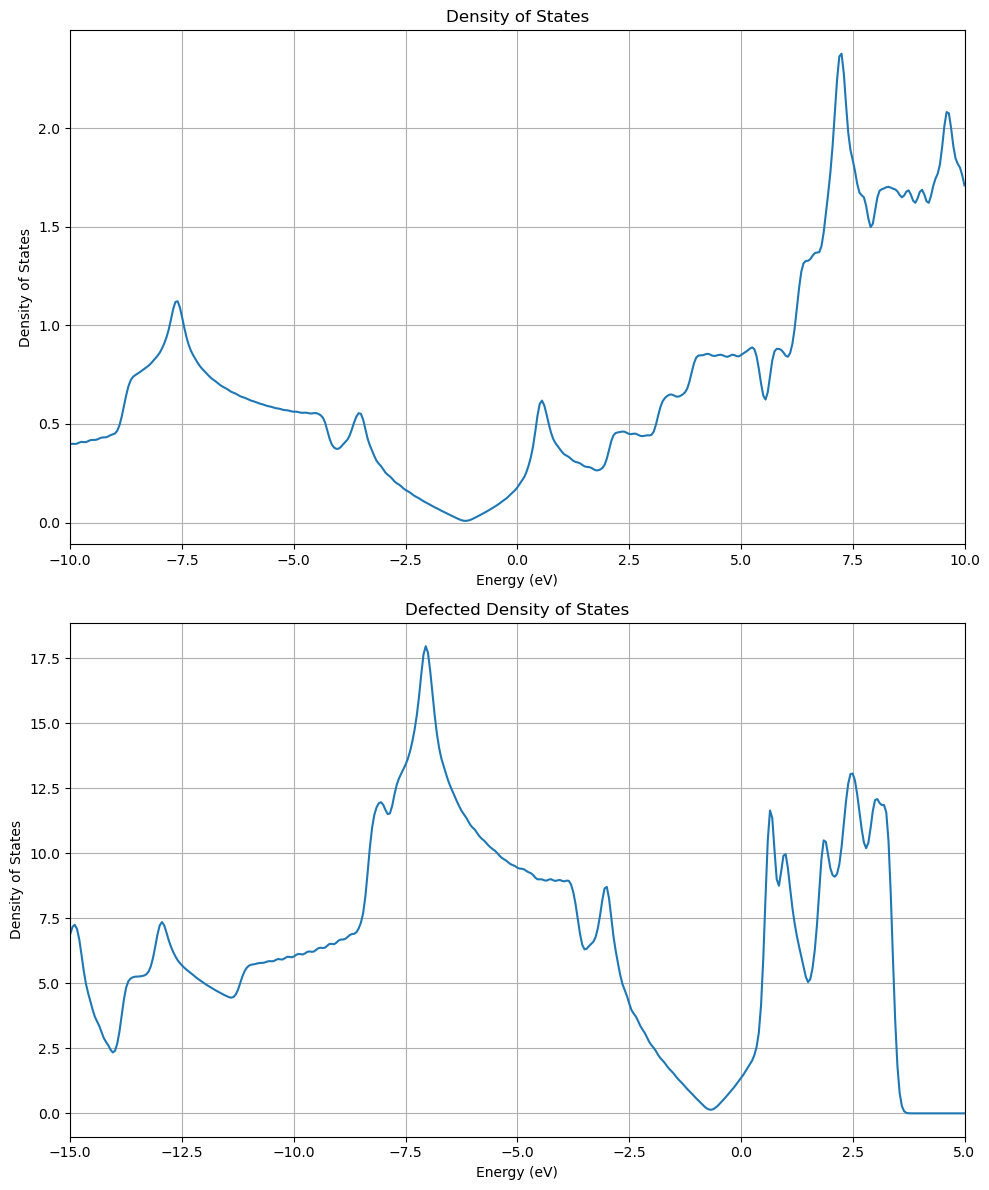 Density of States
Density of States
2.0
1.5
1.0
0.5
0.0
−10.0 −7.5 −5.0 −2.5 0.0 2.5 5.0 7.5 10.0
Energy (eV)
Defected Density of States
Density of States
17.5
15.0
12.5
10.0
7.5
5.0
2.5
0.0
−15.0 −12.5 −10.0 −7.5 −5.0 −2.5 0.0 2.5 5.0
Energy (eV)